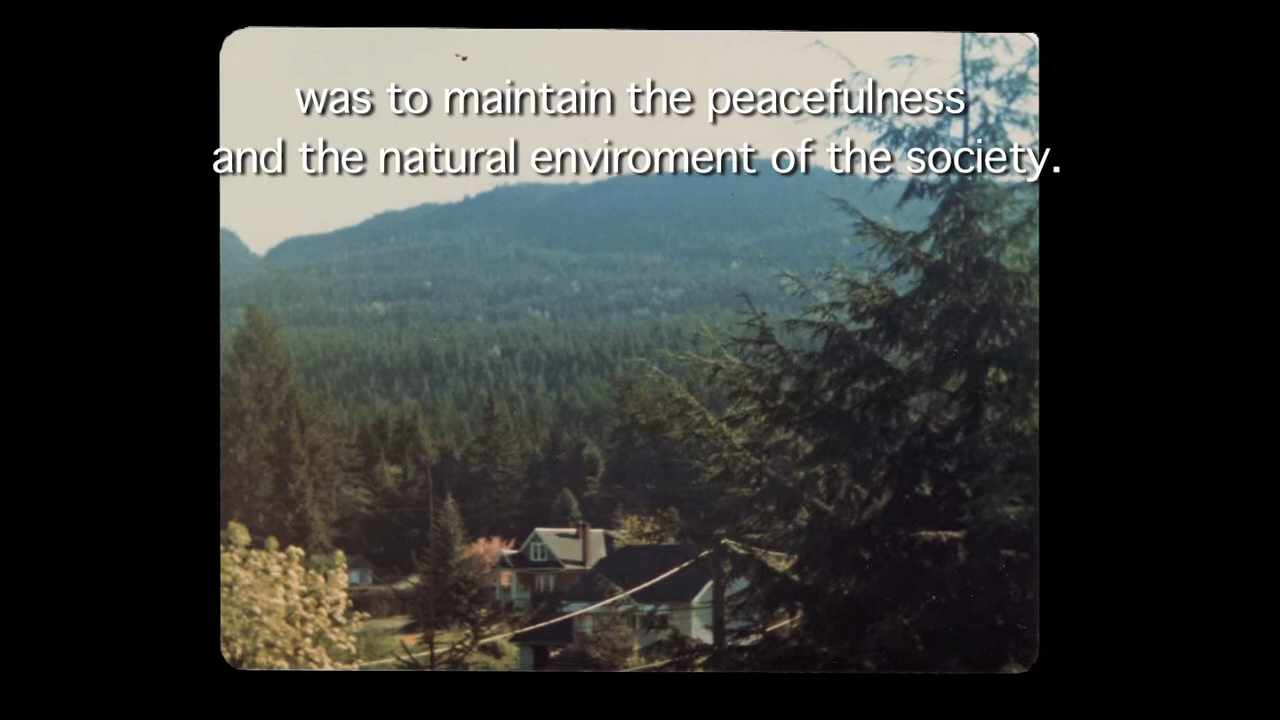 was to maintain the peacefulness
and the natural enviroment of the society.